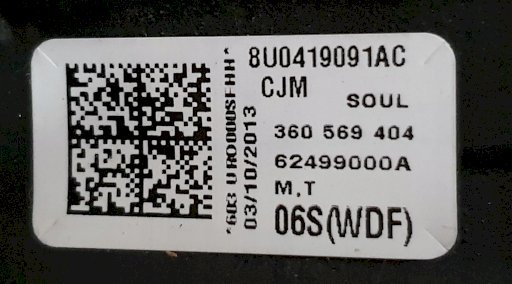 8U0419091AC
CJM
SOUL
360 569 404
62499000A
M.T
06S(WDF)
03/10/2013